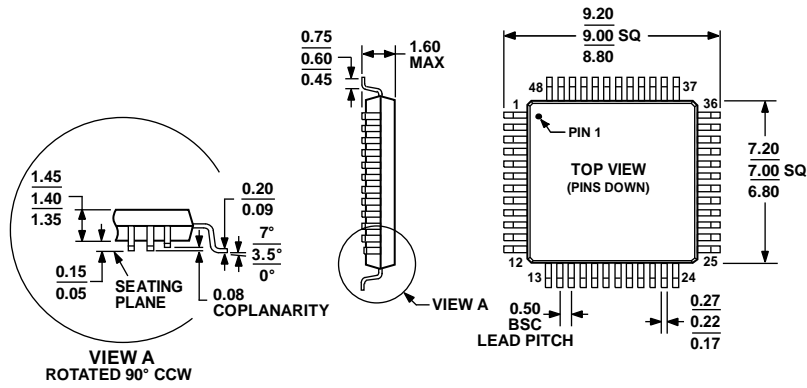 0.75
0.60
0.45
1.60
MAX
9.20
9.00 SQ
8.80
48
37
1
36
PIN 1
TOP VIEW
(PINS DOWN)
7.20
7.00 SQ
6.80
12
25
13
24
1.45
1.40
1.35
0.20
0.09
7°
3.5°
0°
0.15
0.05
SEATING
PLANE
0.08
COPLANARITY
VIEW A
ROTATED 90° CCW
VIEW A
0.50
BSC
LEAD PITCH
0.27
0.22
0.17